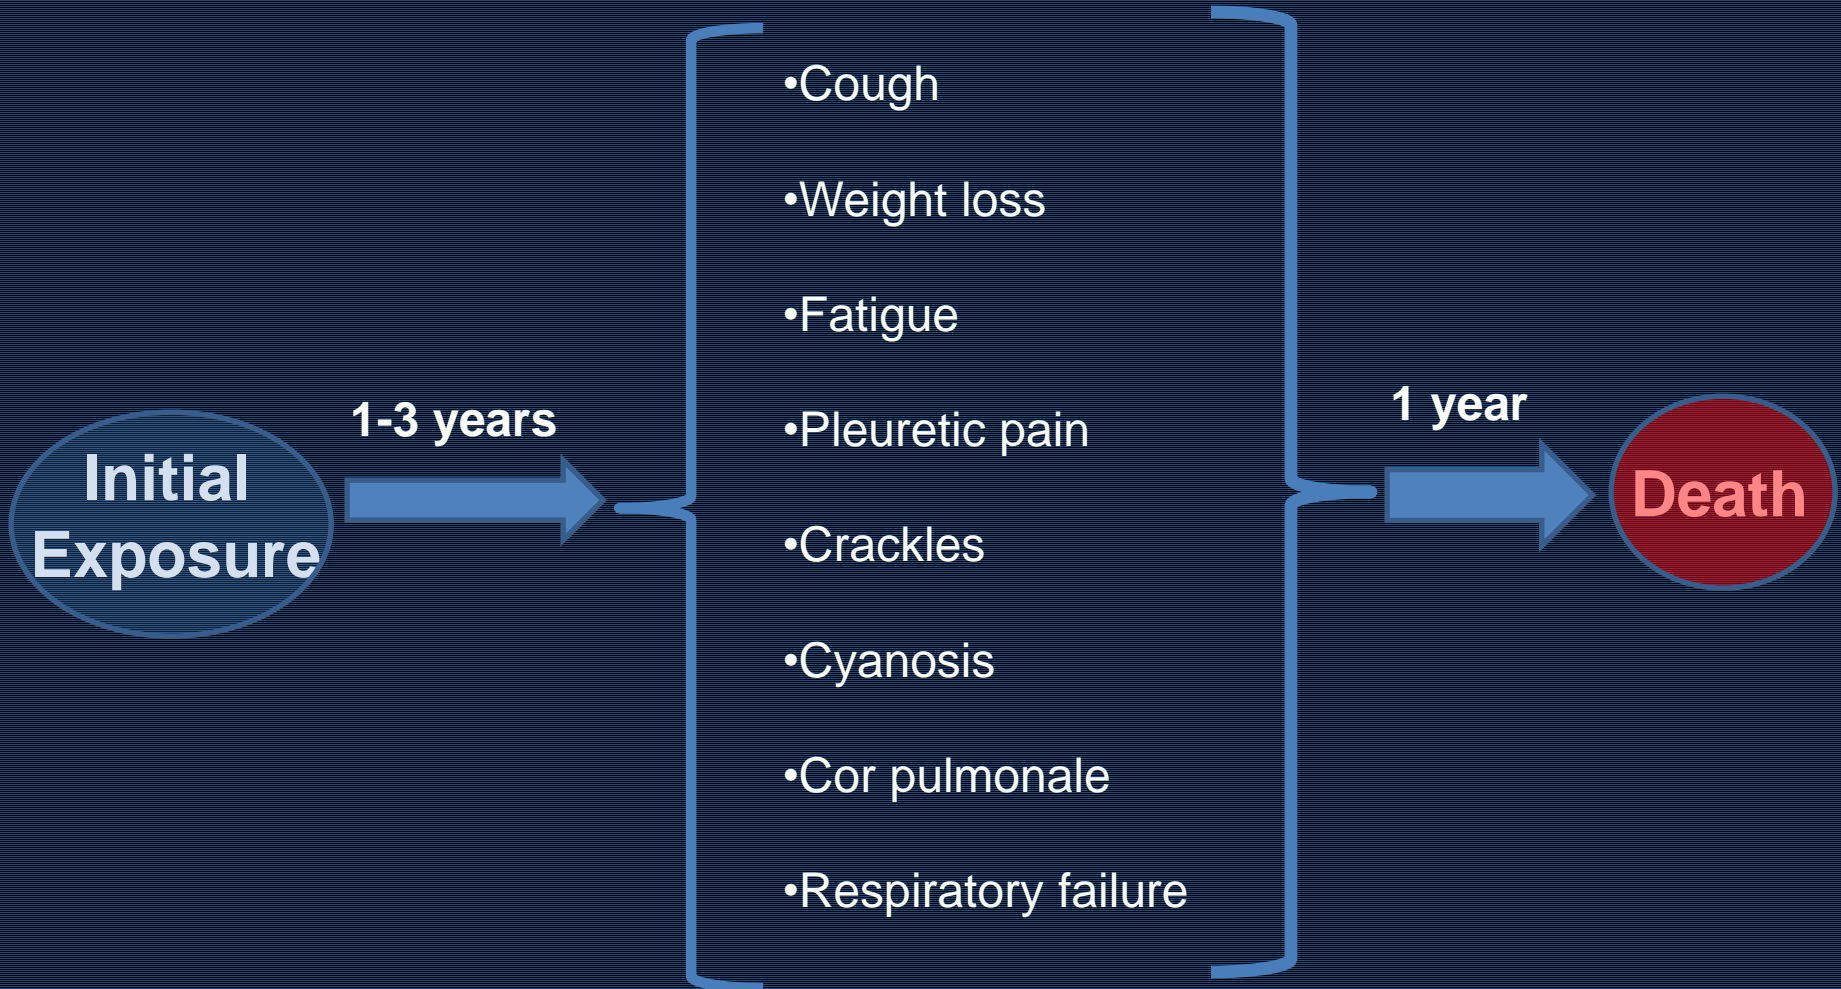 Initial
Exposure
1-3 years
•Cough
•Weight loss
•Fatigue
•Pleuretic pain
•Crackles
•Cyanosis
•Cor pulmonale
•Respiratory failure
1 year
Death